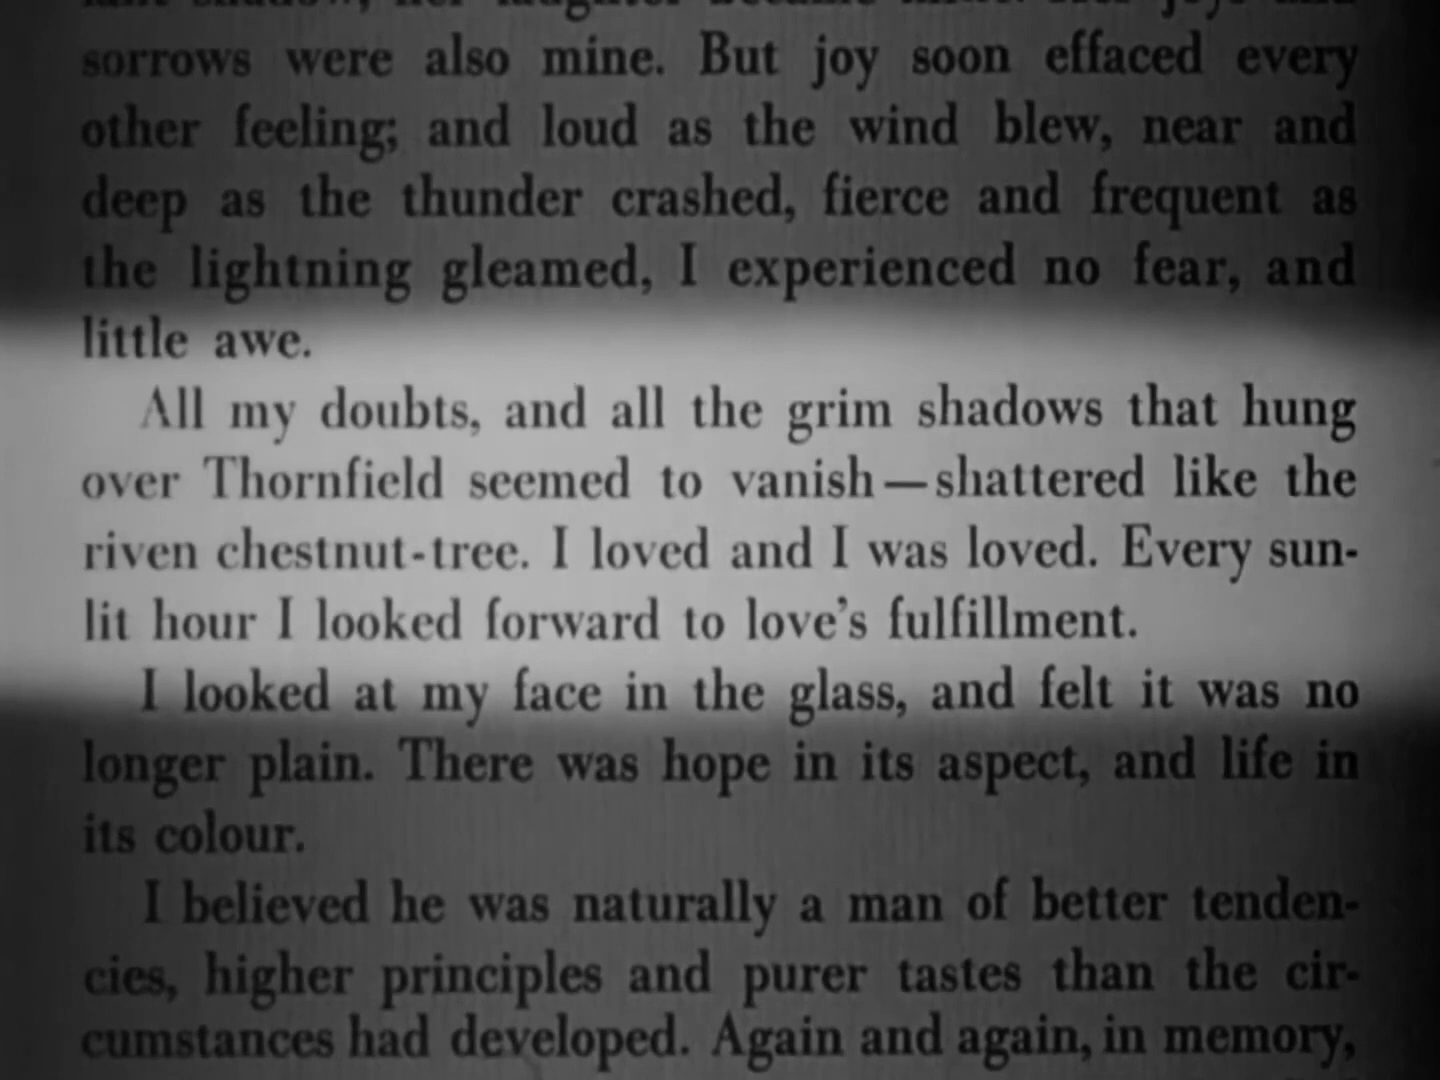 sorrows were also mine. But joy soon effaced every
other feeling; and loud as the wind blew, near and
deep as the thunder crashed, fierce and frequent as
the lightning gleamed, I experienced no fear, and
little awe.
All my doubts, and all the grim shadows that hung
over Thornfield seemed to vanish—shattered like the
riven chestnut-tree. I loved and I was loved. Every sun-
lit hour I looked forward to love's fulfillment.
I looked at my face in the glass, and felt it was no
longer plain. There was hope in its aspect, and life in
its colour.
I believed he was naturally a man of better tenden-
cies, higher principles and purer tastes than the cir-
cumstances had developed. Again and again, in memory,